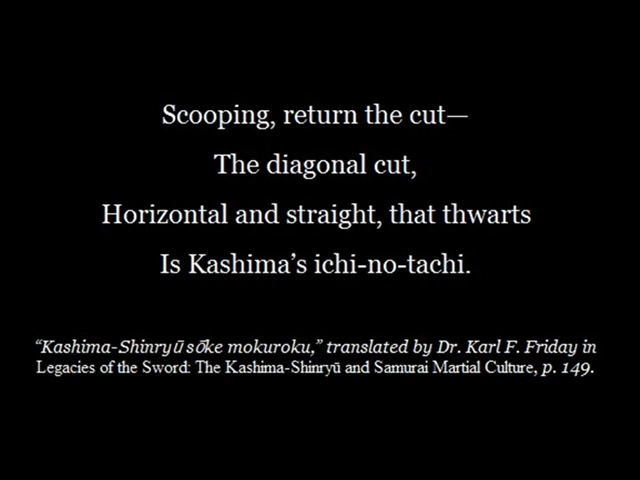 Scooping, return the cut—
The diagonal cut,
Horizontal and straight, that thwarts
Is Kashima’s ichi-no-tachi.
“Kashima-Shinryū sōke mokuroku,” translated by Dr. Karl F. Friday in
Legacies of the Sword: The Kashima-Shinryū and Samurai Martial Culture, p. 149.